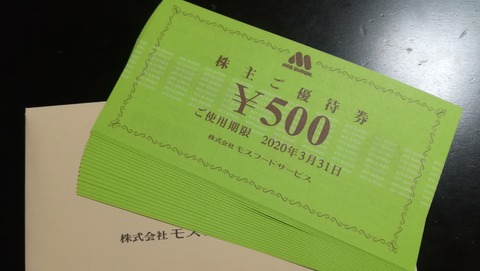 MOS BURGER
株主ご優待券
¥500
ご使用期限 2020年3月31日
株式会社 モスフードサービス
株式会社 モス